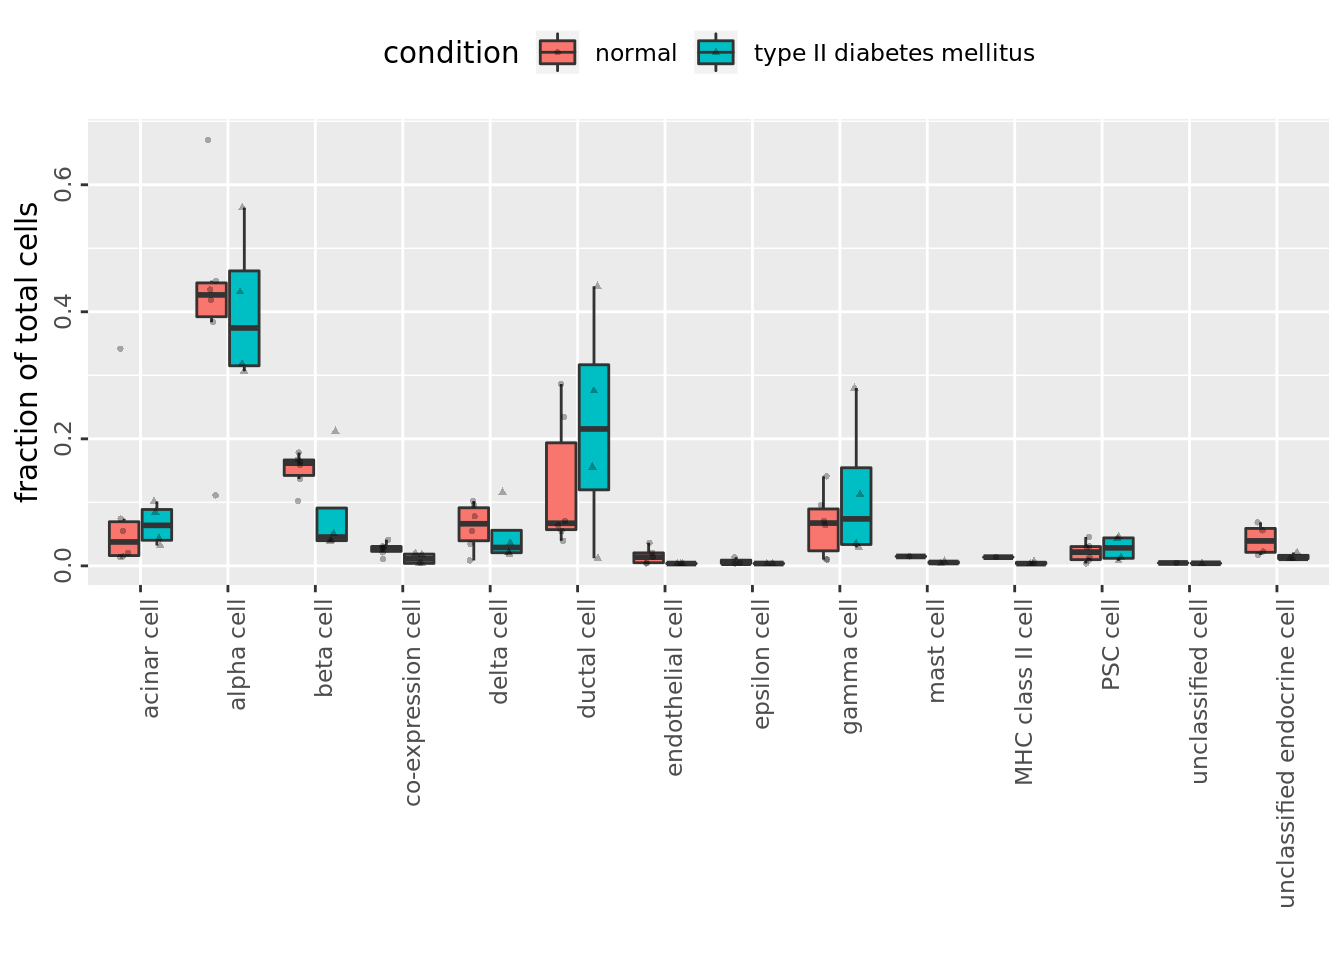 condition normal type II diabetes mellitus
fraction of total cells
0.6
0.4
0.2
0.0
acinar cell
alpha cell
beta cell
co-expression cell
delta cell
ductal cell
endothelial cell
epsilon cell
gamma cell
mast cell
MHC class II cell
PSC cell
unclassified cell
unclassified endocrine cell